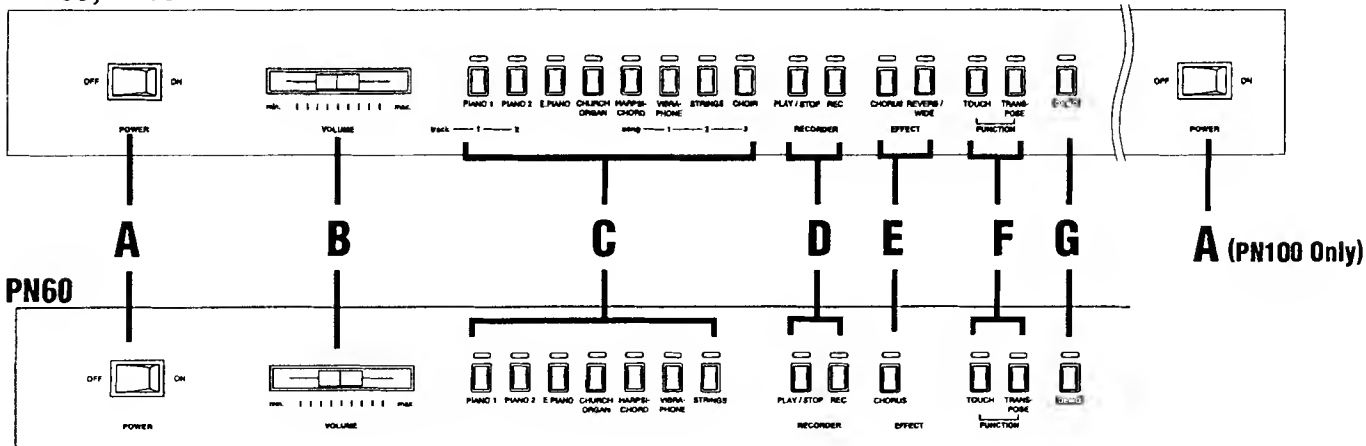 OFF ON
min. max.
PIANO 1 PIANO 2 E.PIANO CHURCH ORGAN HARPSI-CHORD VIBRA-PHONE STRINGS CHOIR
PLAY / STOP REC
CHORUS REVERB / WIDE
TOUCH TRANS-POSE
DEMO
OFF ON
POWER VOLUME
track 1 2 song 1 2 3
RECORDER EFFECT FUNCTION POWER
A B C D E F G A (PN100 Only)
PN60
OFF ON
min. max.
PIANO 1 PIANO 2 E.PIANO CHURCH ORGAN HARPSI-CHORD VIBRA-PHONE STRINGS
PLAY / STOP REC
CHORUS
TOUCH TRANS-POSE
DEMO
POWER VOLUME RECORDER EFFECT FUNCTION